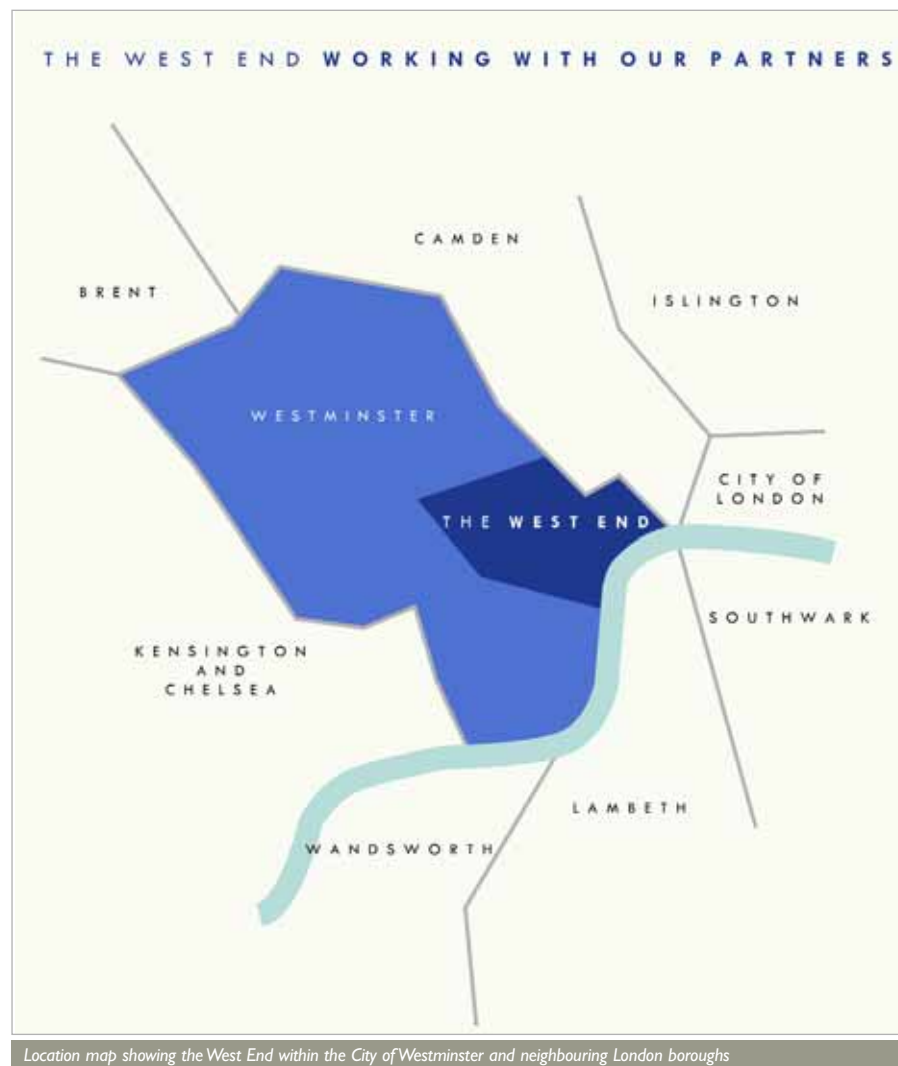 THE WEST END WORKING WITH OUR PARTNERS
CAMDEN
BRENT
ISLINGTON
WESTMINSTER
CITY OF
LONDON
THE WEST END
SOUTHWARK
KENSINGTON
AND
CHELSEA
LAMBETH
WANDSWORTH
Location map showing the West End within the City of Westminster and neighbouring London boroughs